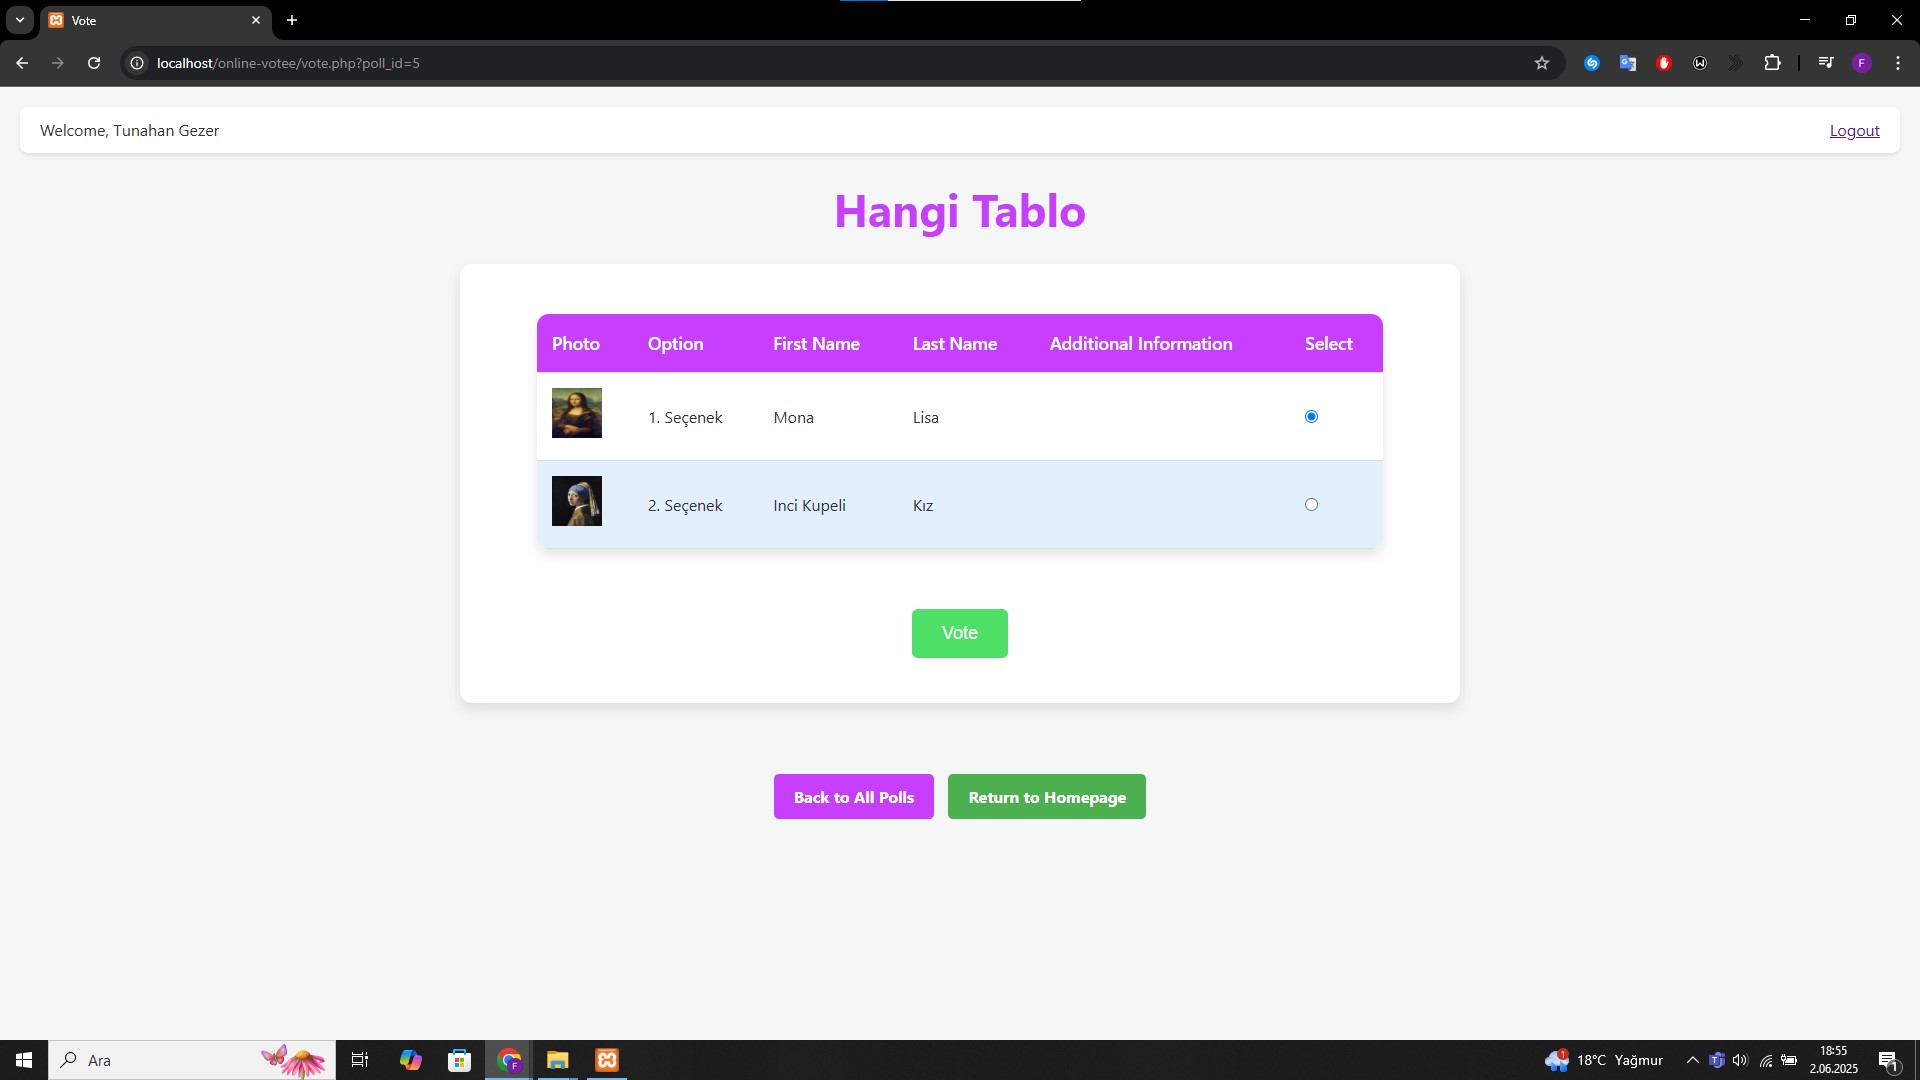 Vote
localhost/online-votee/vote.php?poll_id=5
F
Welcome, Tunahan Gezer
Logout
Hangi Tablo
Photo Option First Name Last Name Additional Information Select
1. Seçenek Mona Lisa
2. Seçenek Inci Kupeli Kız
Vote
Back to All Polls Return to Homepage
Ara
F
1
18°C Yağmur
18:55
2.06.2025
1